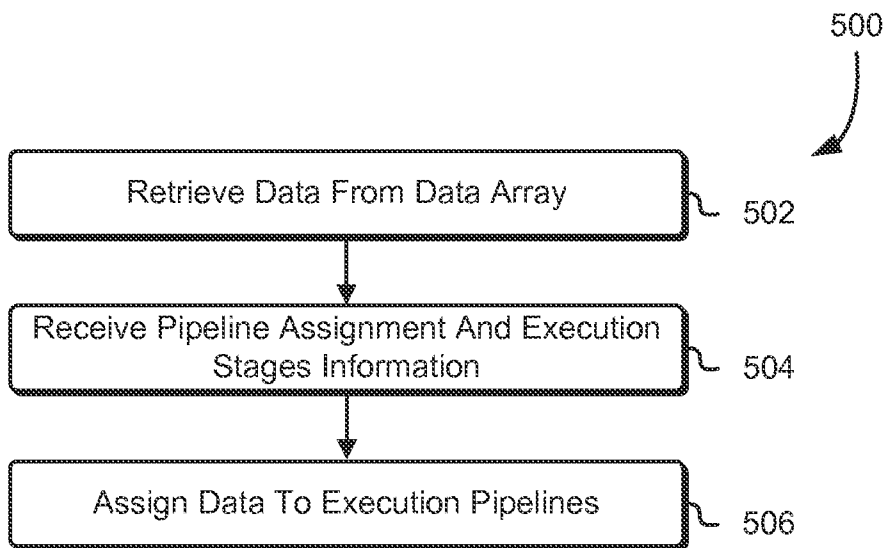 500
Retrieve Data From Data Array
502
Receive Pipeline Assignment And Execution
Stages Information
504
Assign Data To Execution Pipelines
506